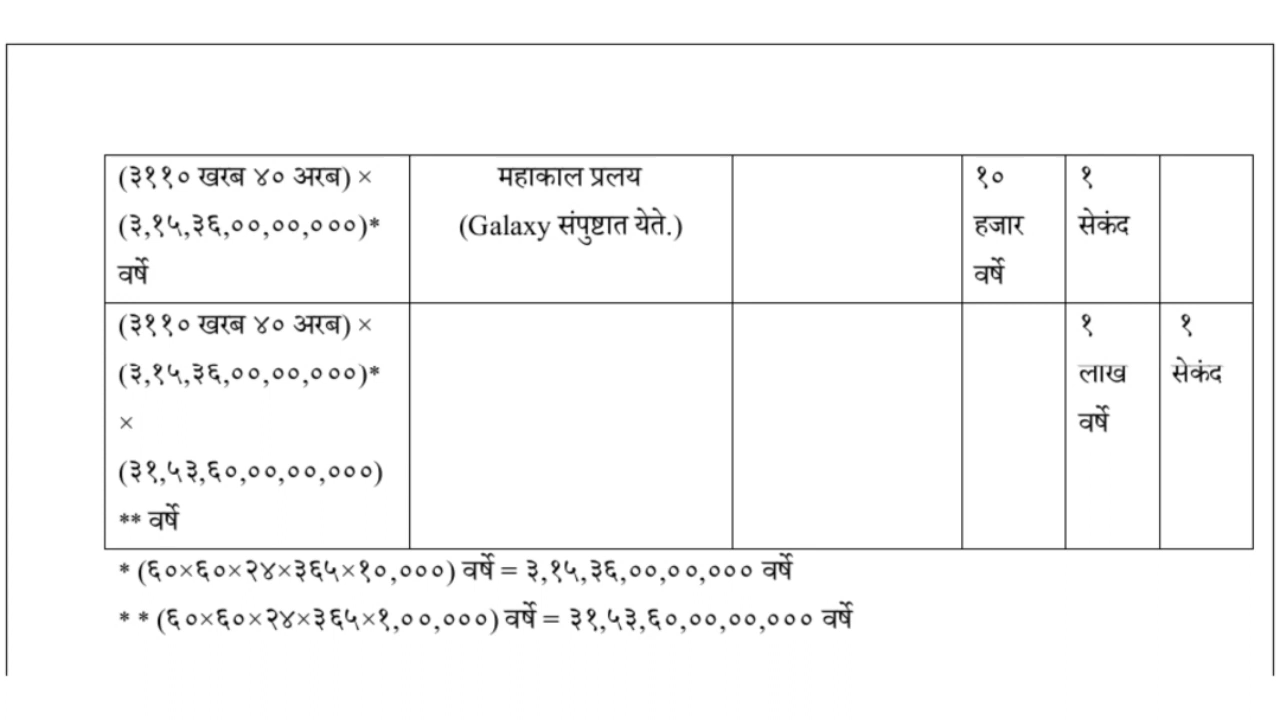 (३११० खरब ४० अरब) ×
(३,१५,३६,००,००,०००)*
वर्षे
महाकाल प्रलय
(Galaxy संपुष्टात येते.)
१०
हजार
वर्षे
१
सेकंद
(३११० खरब ४० अरब) ×
(३,१५,३६,००,००,०००)*
×
(३१,५३,६०,००,००,०००)
** वर्षे
१
लाख
वर्षे
१
सेकंद
* (६०×६०×२४×३६५×१०,०००) वर्षे = ३,१५,३६,००,००,००० वर्षे
* * (६०×६०×२४×३६५×१,००,०००) वर्षे = ३१,५३,६०,००,००,००० वर्षे